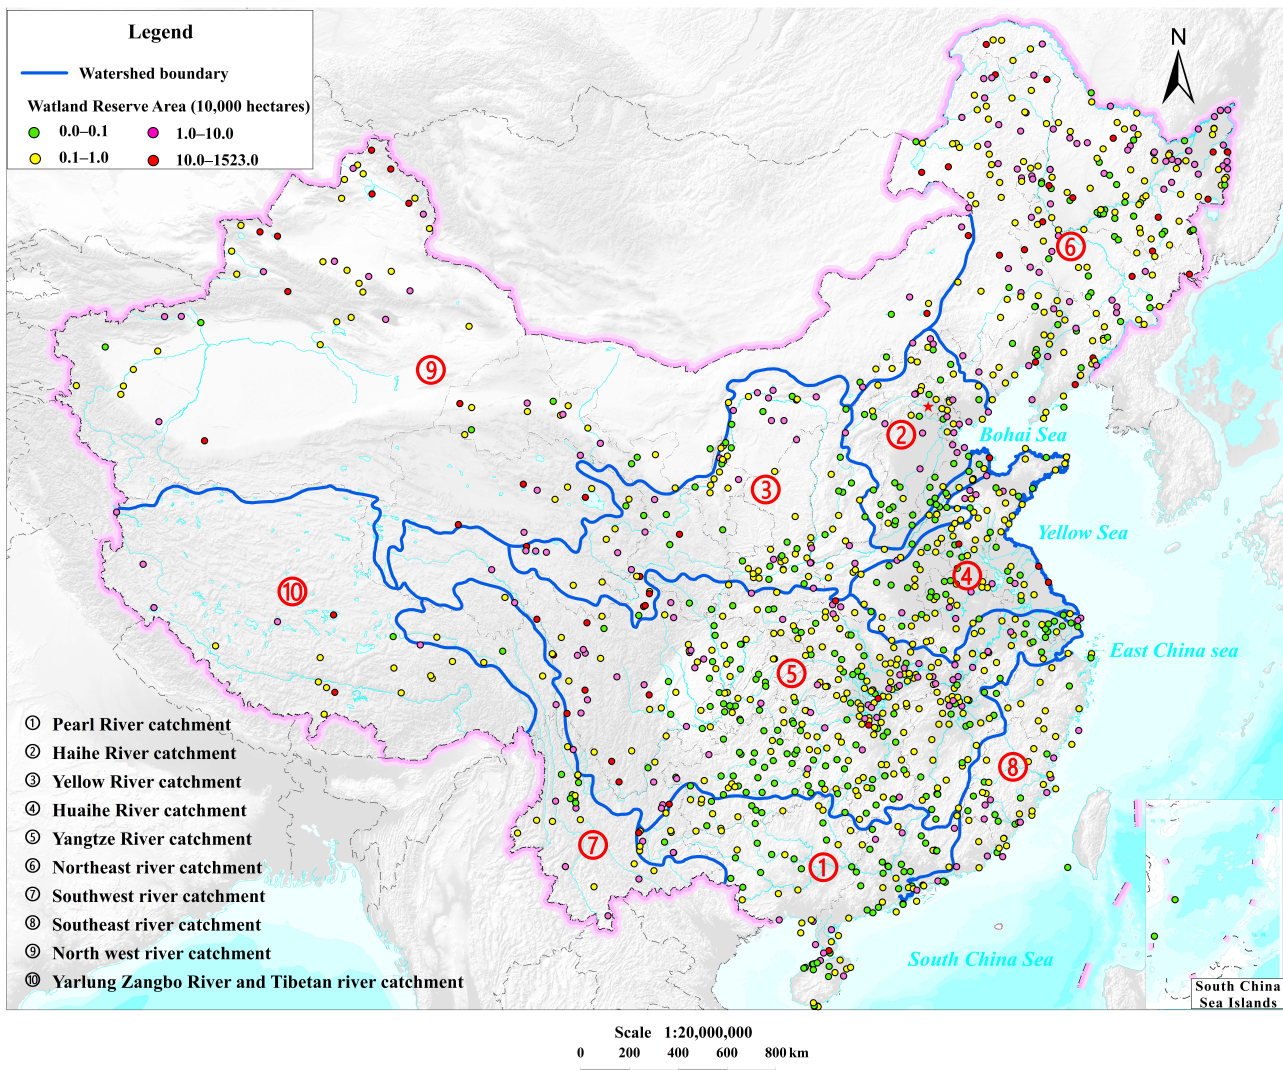 Legend
Watershed boundary
Watland Reserve Area (10,000 hectares)
0.0–0.1
1.0–10.0
0.1–1.0
10.0–1523.0
N
⑥
⑨
②
Bohai Sea
③
Yellow Sea
④
⑩
East China sea
⑤
⑧
⑦
①
South China Sea
① Pearl River catchment
② Haihe River catchment
③ Yellow River catchment
④ Huaihe River catchment
⑤ Yangtze River catchment
⑥ Northeast river catchment
⑦ Southwest river catchment
⑧ Southeast river catchment
⑨ North west river catchment
⑩ Yarlung Zangbo River and Tibetan river catchment
South China
Sea Islands
Scale 1:20,000,000
0 200 400 600 800 km